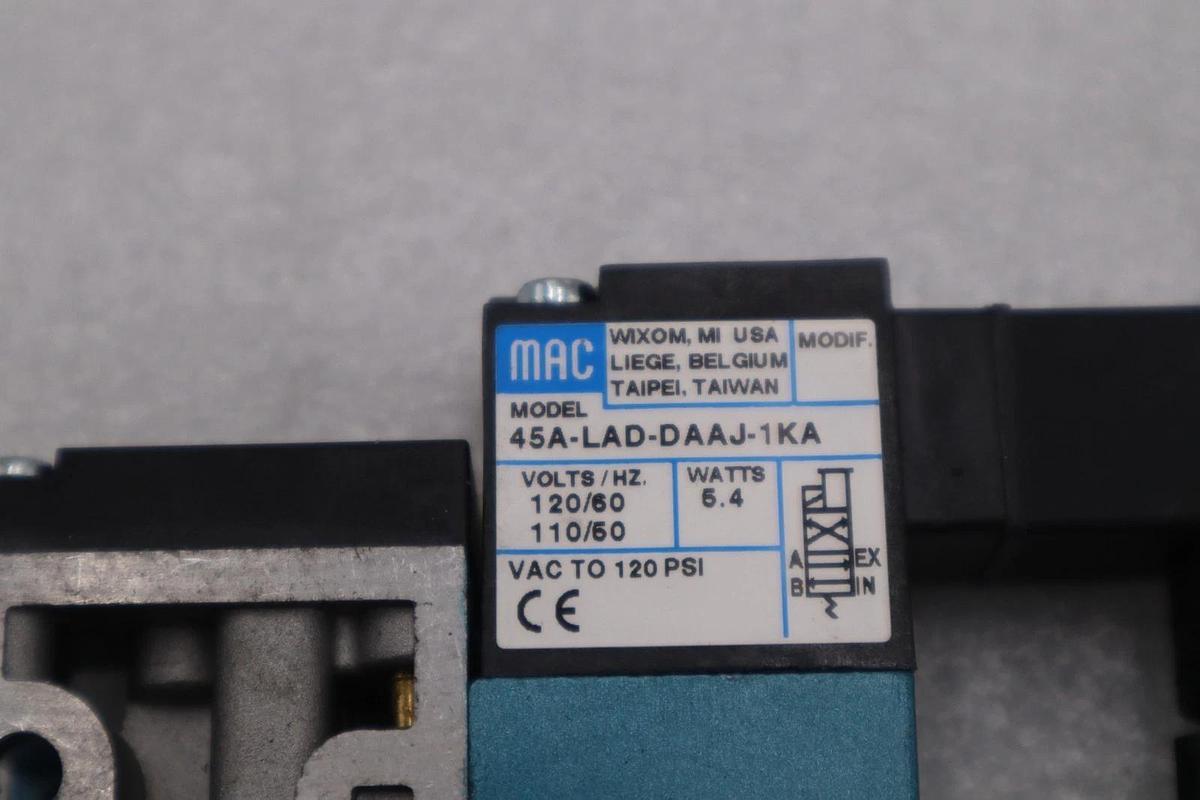 MAC
WIXOM, MI USA
LIEGE, BELGIUM
TAIPEI, TAIWAN
MODIF.
MODEL
45A-LAD-DAAJ-1KA
VOLTS/HZ.
120/60
110/50
WATTS
5.4
VAC TO 120 PSI
CE
A EX
B IN